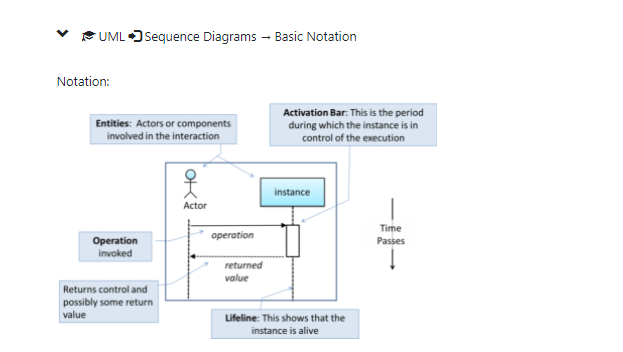 UML Sequence Diagrams → Basic Notation
Notation:
Entities: Actors or components
involved in the interaction
Activation Bar: This is the period
during which the instance is in
control of the execution
Actor
instance
operation
Operation
invoked
Time
Passes
returned
value
Returns control and
possibly some return
value
Lifeline: This shows that the
instance is alive